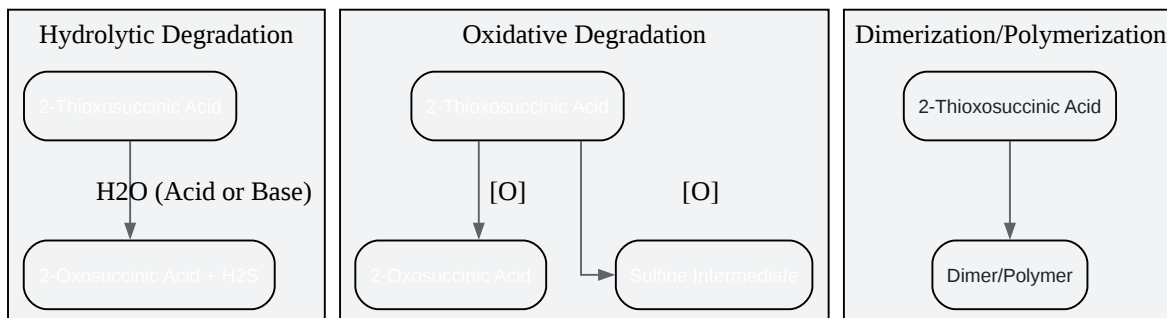 Hydrolytic Degradation
2-Thioxosuccinic Acid
H2O (Acid or Base)
2-Oxosuccinic Acid + H2S
Oxidative Degradation
2-Thioxosuccinic Acid
[O]
[O]
2-Oxosuccinic Acid
Sulfine Intermediate
Dimerization/Polymerization
2-Thioxosuccinic Acid
Dimer/Polymer